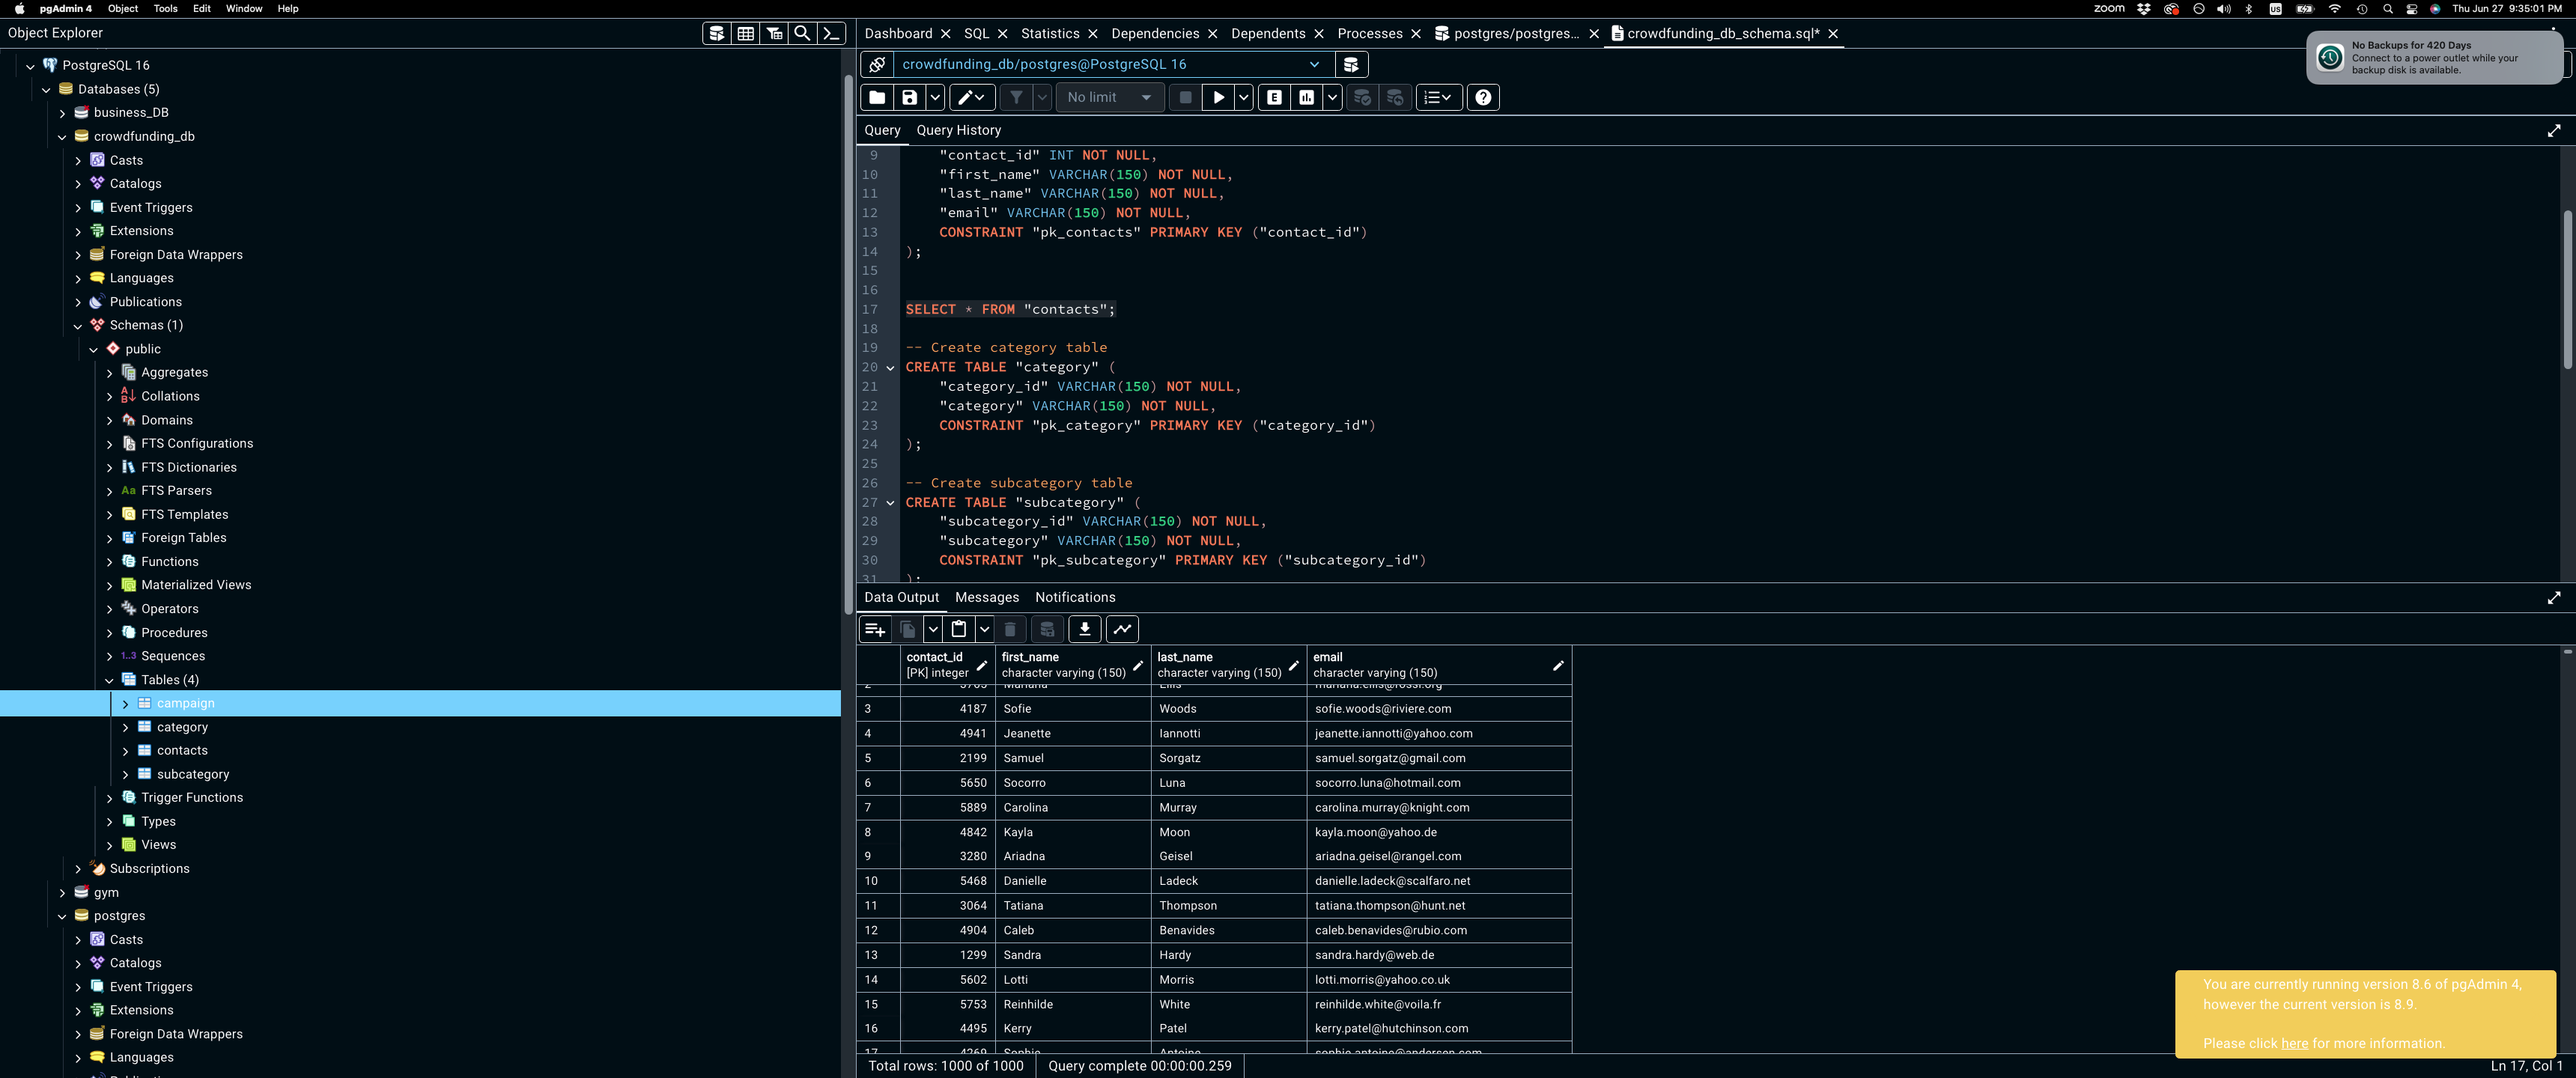 pgAdmin 4 Object Tools Edit Window Help
zoom US Thu Jun 27 9:35:01 PM
Object Explorer
PostgreSQL 16
Databases (5)
business_DB
crowdfunding_db
Casts
Catalogs
Event Triggers
Extensions
Foreign Data Wrappers
Languages
Publications
Schemas (1)
public
Aggregates
Collations
Domains
FTS Configurations
FTS Dictionaries
Aa FTS Parsers
FTS Templates
Foreign Tables
Functions
Materialized Views
Operators
Procedures
1..3 Sequences
Tables (4)
campaign
category
contacts
subcategory
Trigger Functions
Types
Views
Subscriptions
gym
postgres
Casts
Catalogs
Event Triggers
Extensions
Foreign Data Wrappers
Languages
Dashboard SQL Statistics Dependencies Dependents Processes postgres/postgres... crowdfunding_db_schema.sql*
crowdfunding_db/postgres@PostgreSQL 16
No limit E
No Backups for 420 Days
Connect to a power outlet while your
backup disk is available.
Query Query History
9 "contact_id" INT NOT NULL,
10 "first_name" VARCHAR(150) NOT NULL,
11 "last_name" VARCHAR(150) NOT NULL,
12 "email" VARCHAR(150) NOT NULL,
13 CONSTRAINT "pk_contacts" PRIMARY KEY ("contact_id")
14 );
15
16
17 SELECT * FROM "contacts";
18
19 -- Create category table
20 CREATE TABLE "category" (
21 "category_id" VARCHAR(150) NOT NULL,
22 "category" VARCHAR(150) NOT NULL,
23 CONSTRAINT "pk_category" PRIMARY KEY ("category_id")
24 );
25
26 -- Create subcategory table
27 CREATE TABLE "subcategory" (
28 "subcategory_id" VARCHAR(150) NOT NULL,
29 "subcategory" VARCHAR(150) NOT NULL,
30 CONSTRAINT "pk_subcategory" PRIMARY KEY ("subcategory_id")
31 );
Data Output Messages Notifications
contact_id first_name last_name email
[PK] integer character varying (150) character varying (150) character varying (150)
3 4187 Sofie Woods sofie.woods@riviere.com
4 4941 Jeanette Iannotti jeanette.iannotti@yahoo.com
5 2199 Samuel Sorgatz samuel.sorgatz@gmail.com
6 5650 Socorro Luna socorro.luna@hotmail.com
7 5889 Carolina Murray carolina.murray@knight.com
8 4842 Kayla Moon kayla.moon@yahoo.de
9 3280 Ariadna Geisel ariadna.geisel@rangel.com
10 5468 Danielle Ladeck danielle.ladeck@scalfaro.net
11 3064 Tatiana Thompson tatiana.thompson@hunt.net
12 4904 Caleb Benavides caleb.benavides@rubio.com
13 1299 Sandra Hardy sandra.hardy@web.de
14 5602 Lotti Morris lotti.morris@yahoo.co.uk
15 5753 Reinhilde White reinhilde.white@voila.fr
16 4495 Kerry Patel kerry.patel@hutchinson.com
17 4269 Sophie Antoine sophie.antoine@andersen.com
You are currently running version 8.6 of pgAdmin 4,
however the current version is 8.9.
Please click here for more information.
Total rows: 1000 of 1000 Query complete 00:00:00.259 Ln 17, Col 1